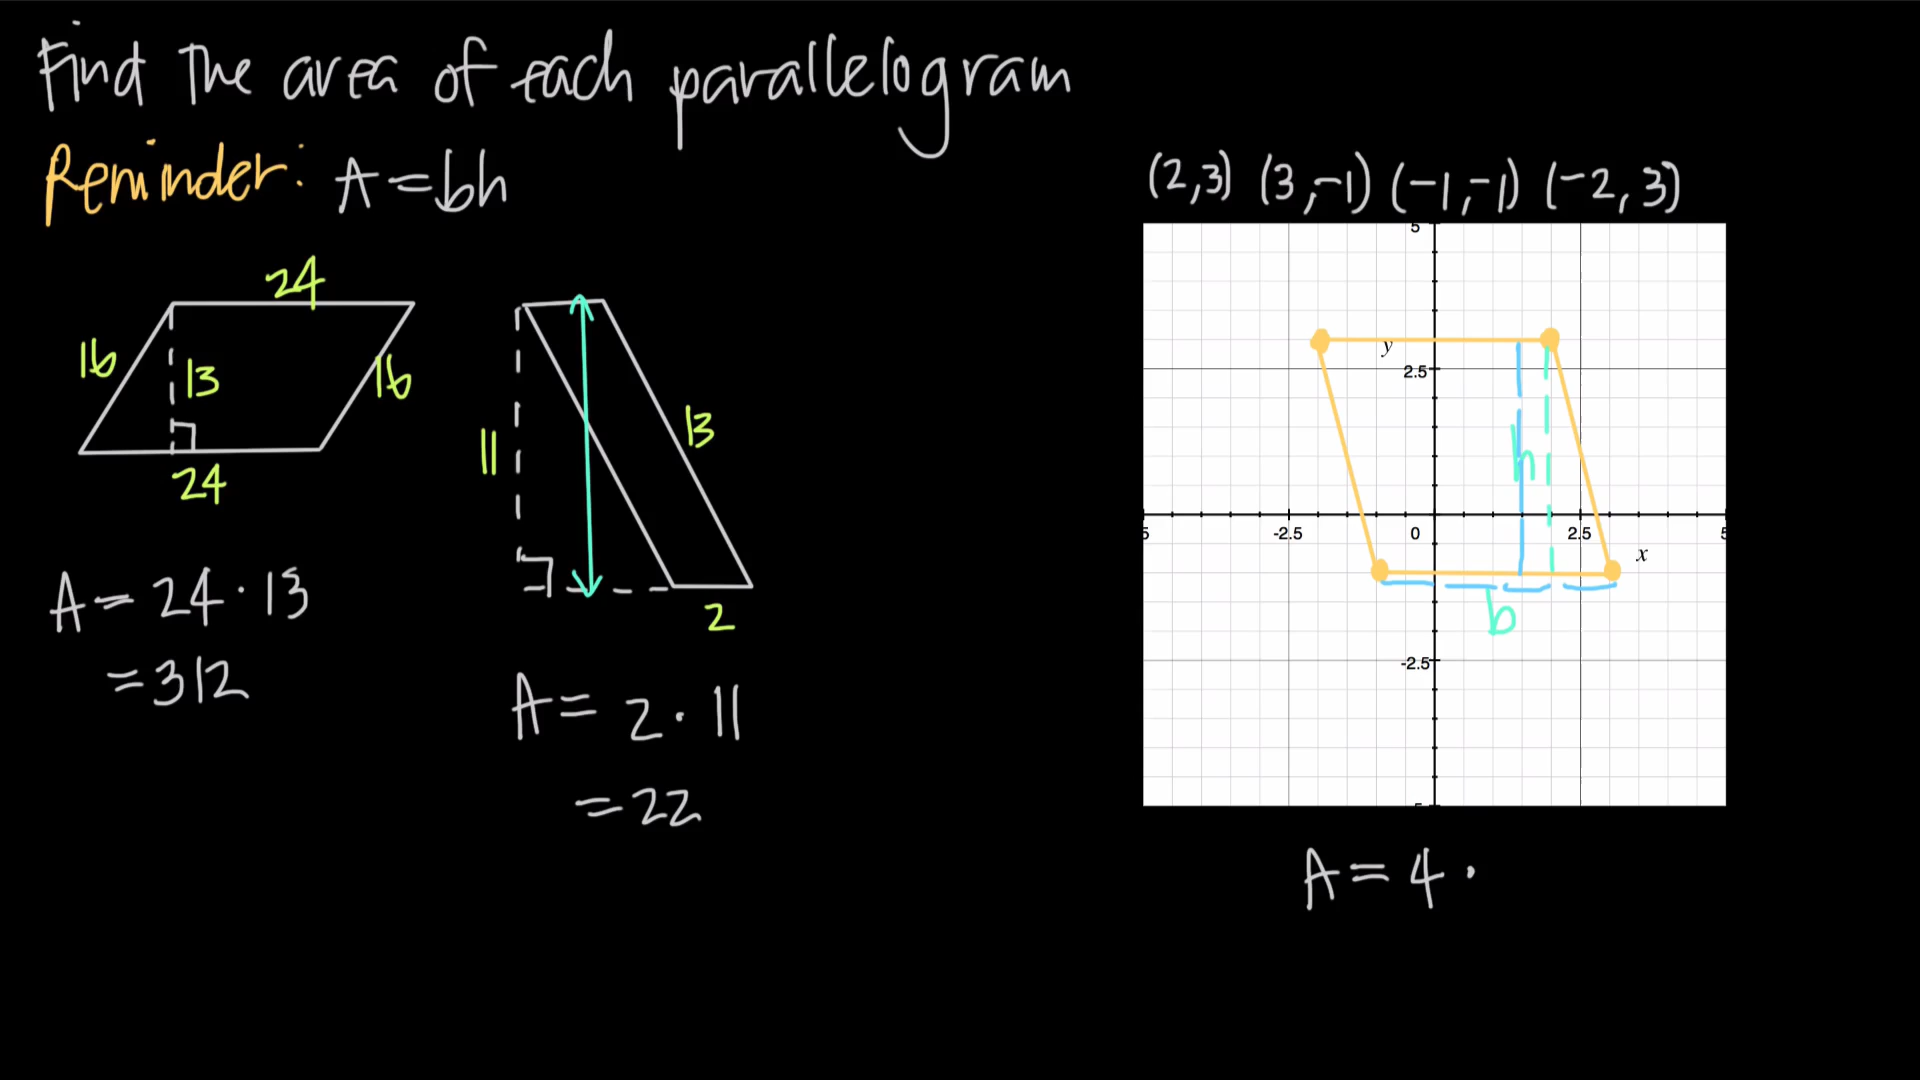 Find the area of each parallelogram
Reminder: A=bh
24
16
13
16
24
A=24·13
=312
11
13
2
A=2·11
=22
(2,3) (3,-1) (-1,-1) (-2,3)
5
y
2.5
h
5
-2.5
0
2.5
5
x
b
-2.5
A=4·